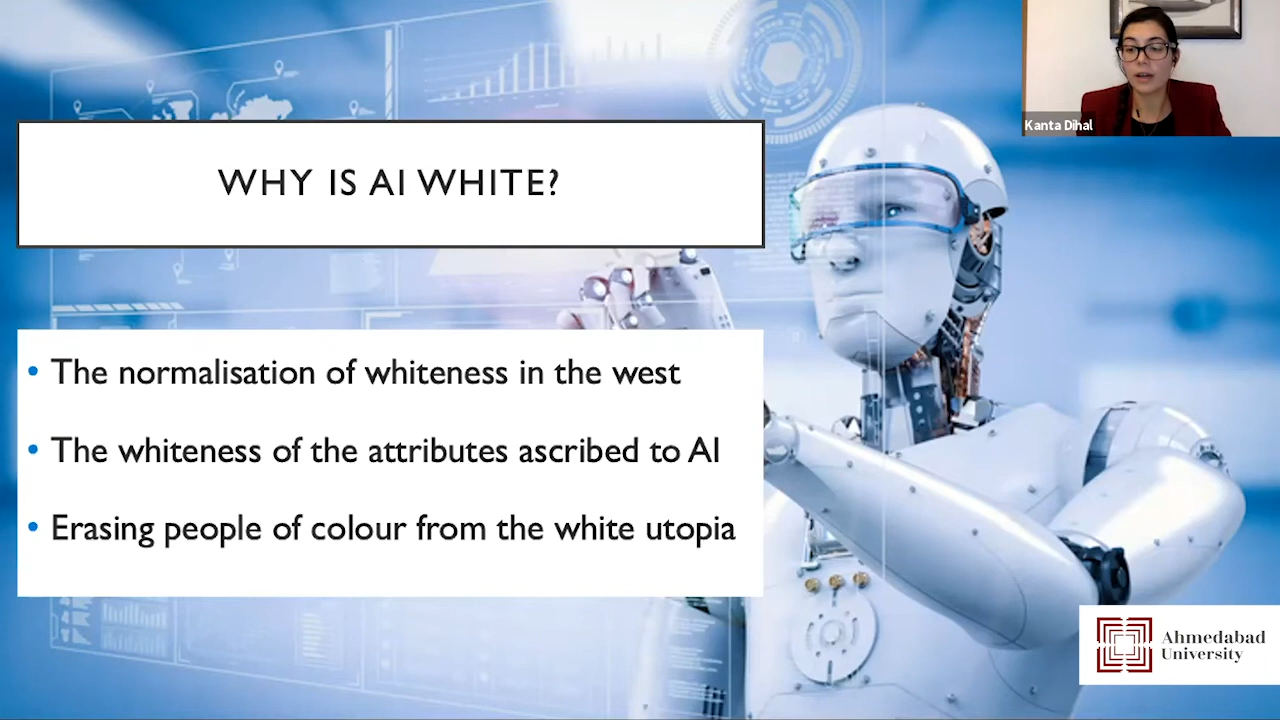 Kanta Dihal
WHY IS AI WHITE?
• The normalisation of whiteness in the west
• The whiteness of the attributes ascribed to AI
• Erasing people of colour from the white utopia
Ahmedabad
University